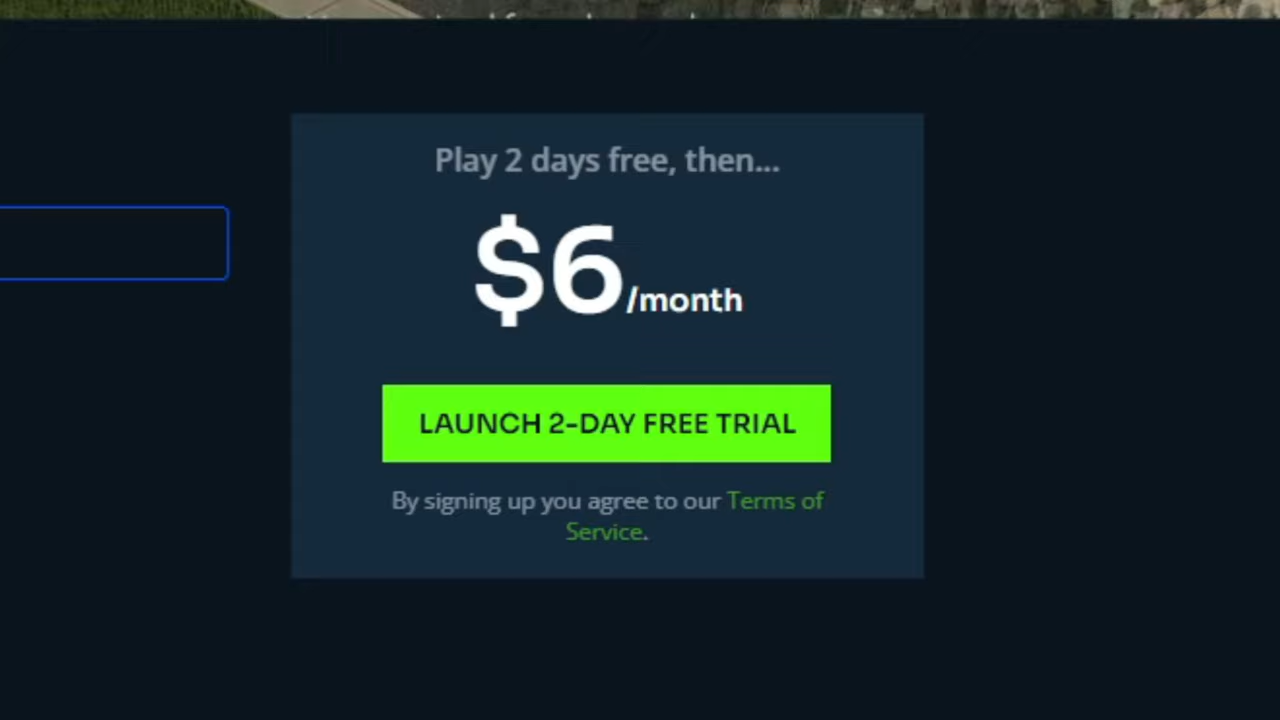 Play 2 days free, then...
$6/month
LAUNCH 2-DAY FREE TRIAL
By signing up you agree to our Terms of
Service.